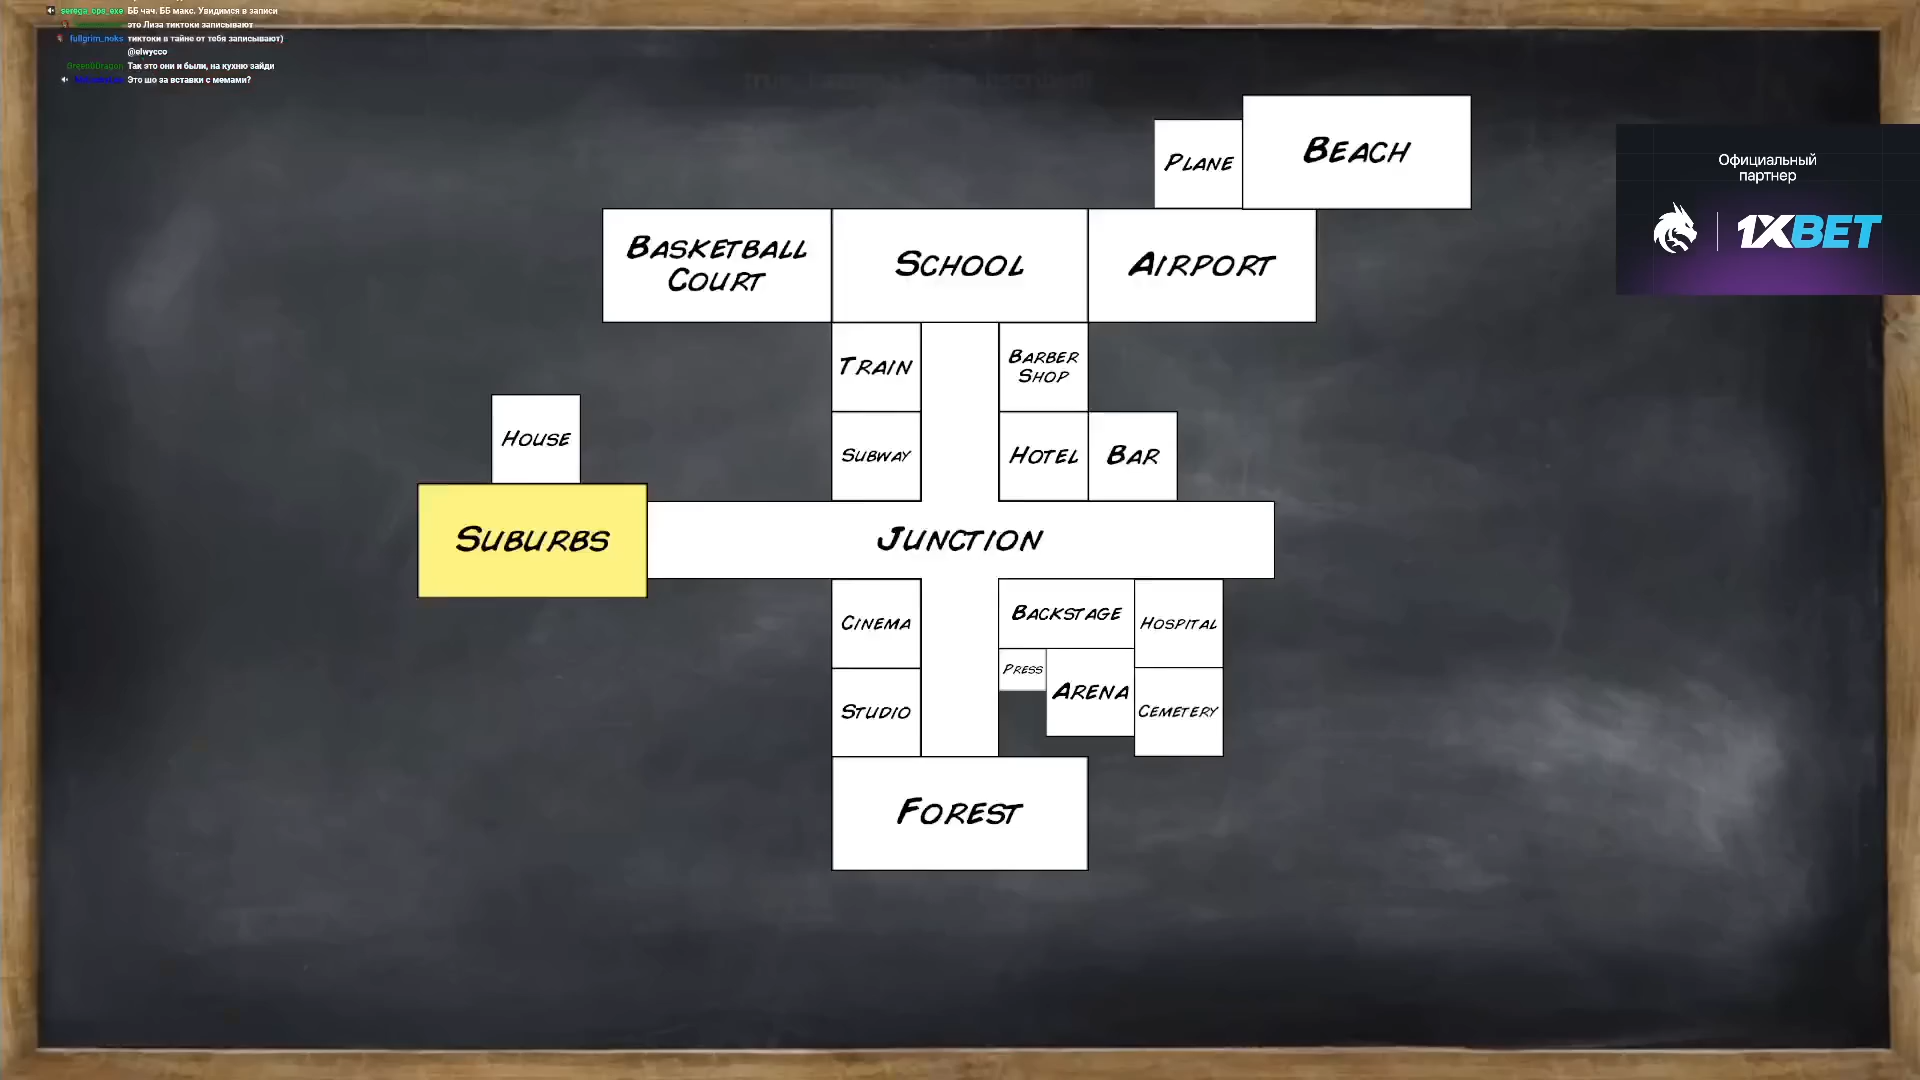 serega_ops_exe ББ чач. ББ макс. Увидимся в записи
это Лиза тиктоки записывают
fullgrim_noks тиктоки в тайне от тебя записывают)
@elwycco
GreenDDragon Так это они и были, на кухню зайди
Это шо за вставки с мемами?
Plane
Beach
Официальный
партнер
1XBET
Basketball
Court
School
Airport
Train
Barber
Shop
House
Subway
Hotel
Bar
Suburbs
Junction
Cinema
Backstage
Hospital
Press
Arena
Studio
Cemetery
Forest